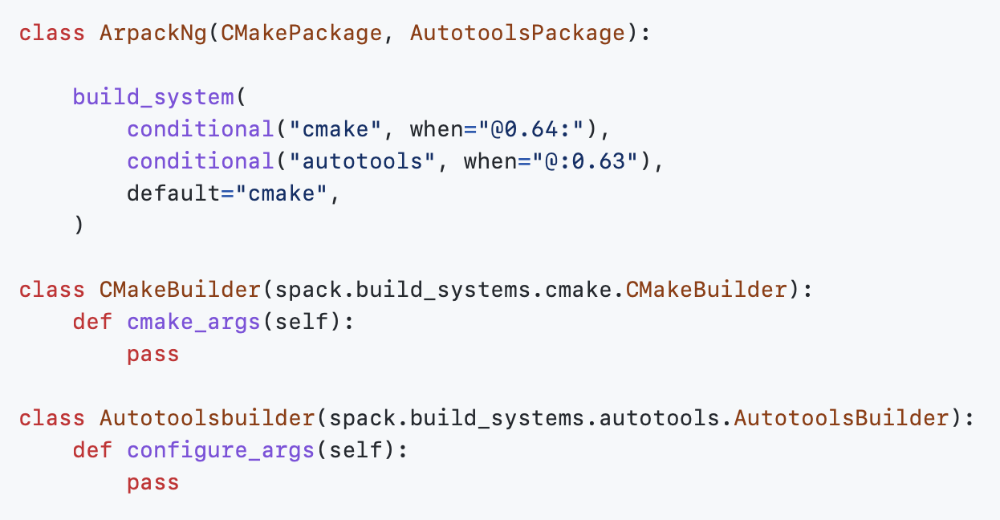 class ArpackNg(CMakePackage, AutotoolsPackage):
    build_system(
        conditional("cmake", when="@0.64:"),
        conditional("autotools", when="@:0.63"),
        default="cmake",
    )
class CMakeBuilder(spack.build_systems.cmake.CMakeBuilder):
    def cmake_args(self):
        pass
class Autotoolsbuilder(spack.build_systems.autotools.AutotoolsBuilder):
    def configure_args(self):
        pass